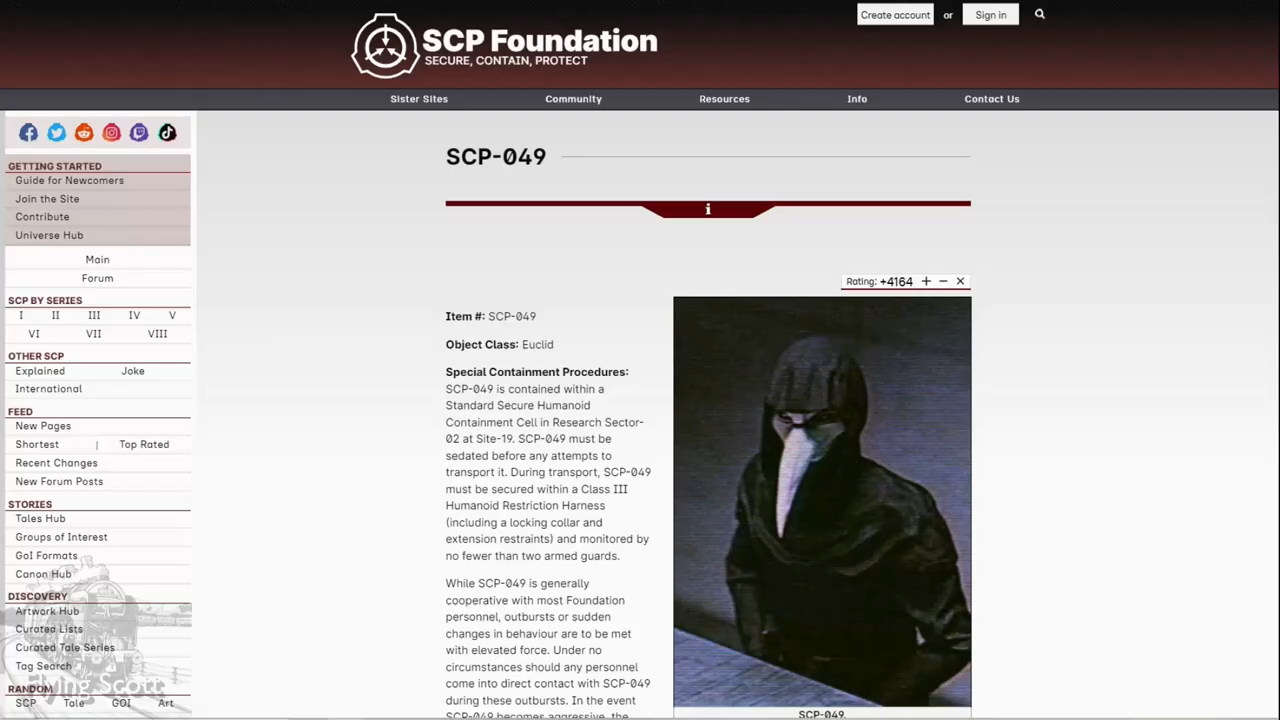 Create account or Sign in
SCP Foundation
SECURE, CONTAIN, PROTECT
Sister Sites Community Resources Info Contact Us
GETTING STARTED
Guide for Newcomers
Join the Site
Contribute
Universe Hub
Main
Forum
SCP BY SERIES
I II III IV V
VI VII VIII
OTHER SCP
Explained Joke
International
FEED
New Pages
Shortest | Top Rated
Recent Changes
New Forum Posts
STORIES
Tales Hub
Groups of Interest
GoI Formats
Canon Hub
DISCOVERY
Artwork Hub
Curated Lists
Curated Tale Series
Tag Search
RANDOM
SCP Tale GOI Art
SCP-049
i
Rating: +4164 + − ×
Item #: SCP-049
Object Class: Euclid
Special Containment Procedures:
SCP-049 is contained within a
Standard Secure Humanoid
Containment Cell in Research Sector-
02 at Site-19. SCP-049 must be
sedated before any attempts to
transport it. During transport, SCP-049
must be secured within a Class III
Humanoid Restriction Harness
(including a locking collar and
extension restraints) and monitored by
no fewer than two armed guards.
While SCP-049 is generally
cooperative with most Foundation
personnel, outbursts or sudden
changes in behaviour are to be met
with elevated force. Under no
circumstances should any personnel
come into direct contact with SCP-049
during these outbursts. In the event
SCP-049 becomes aggressive, the
SCP-049.